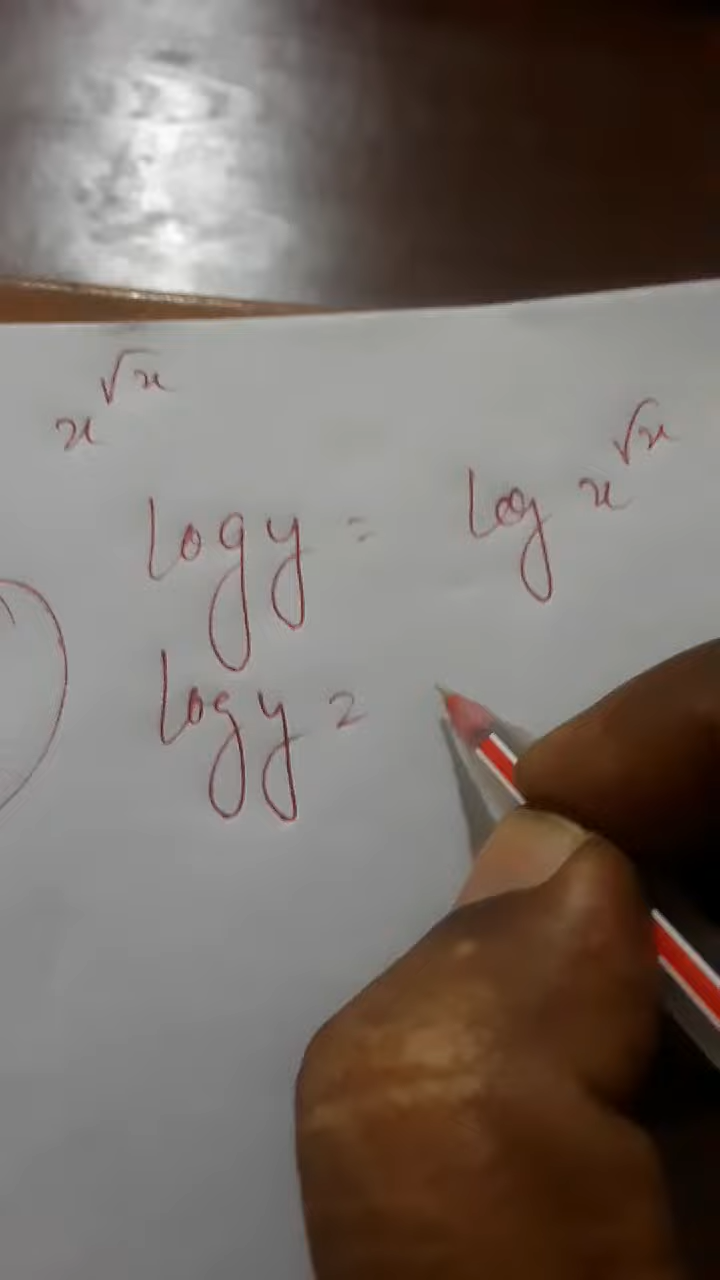 x^√x
log y = log x^√x
log y =